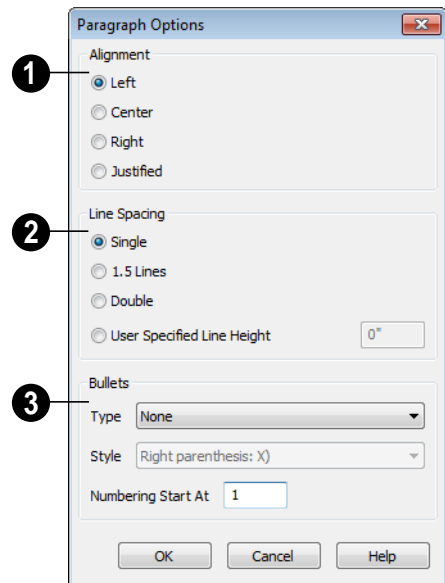 Paragraph Options
Alignment
1
Left
Center
Right
Justified
Line Spacing
2
Single
1.5 Lines
Double
User Specified Line Height 0"
Bullets
3
Type None
Style Right parenthesis: X)
Numbering Start At 1
OK Cancel Help